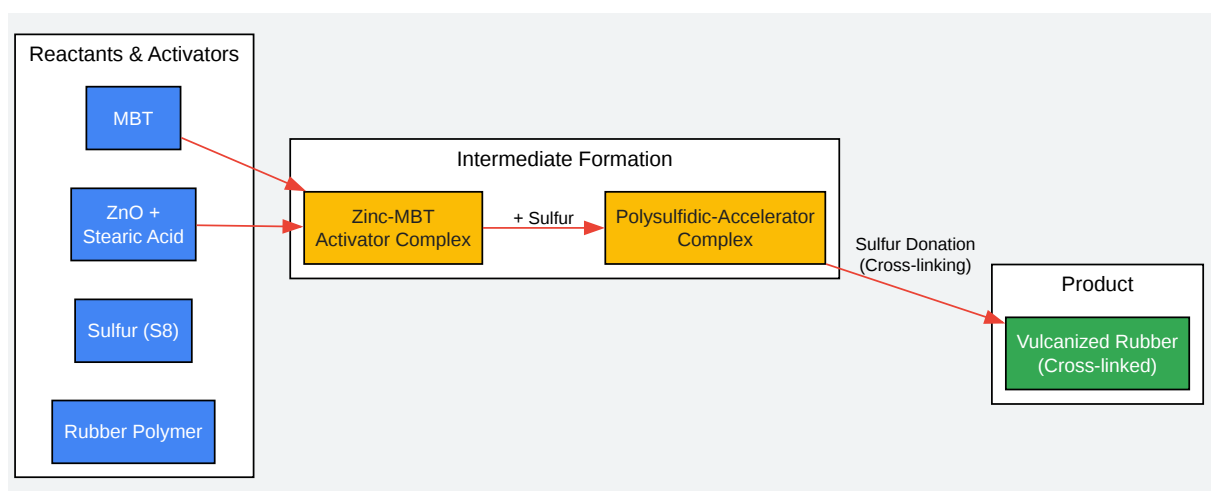 Reactants & Activators
MBT
ZnO +
Stearic Acid
Sulfur (S8)
Rubber Polymer
Intermediate Formation
Zinc-MBT
Activator Complex
+ Sulfur
Polysulfidic-Accelerator
Complex
Sulfur Donation
(Cross-linking)
Product
Vulcanized Rubber
(Cross-linked)